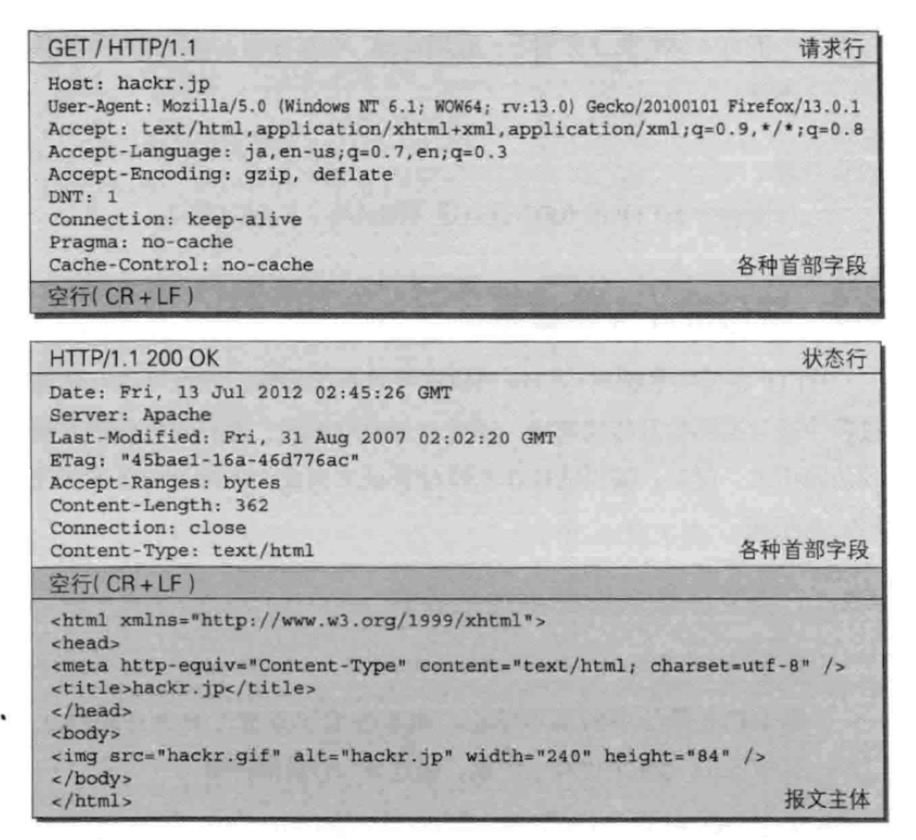 GET / HTTP/1.1 请求行
Host: hackr.jp
User-Agent: Mozilla/5.0 (Windows NT 6.1; WOW64; rv:13.0) Gecko/20100101 Firefox/13.0.1
Accept: text/html,application/xhtml+xml,application/xml;q=0.9,*/*;q=0.8
Accept-Language: ja,en-us;q=0.7,en;q=0.3
Accept-Encoding: gzip, deflate
DNT: 1
Connection: keep-alive
Pragma: no-cache
Cache-Control: no-cache 各种首部字段
空行( CR + LF )
HTTP/1.1 200 OK 状态行
Date: Fri, 13 Jul 2012 02:45:26 GMT
Server: Apache
Last-Modified: Fri, 31 Aug 2007 02:02:20 GMT
ETag: "45bae1-16a-46d776ac"
Accept-Ranges: bytes
Content-Length: 362
Connection: close
Content-Type: text/html 各种首部字段
空行( CR + LF )
<html xmlns="http://www.w3.org/1999/xhtml">
<head>
<meta http-equiv="Content-Type" content="text/html; charset=utf-8" />
<title>hackr.jp</title>
</head>
<body>
<img src="hackr.gif" alt="hackr.jp" width="240" height="84" />
</body>
</html> 报文主体